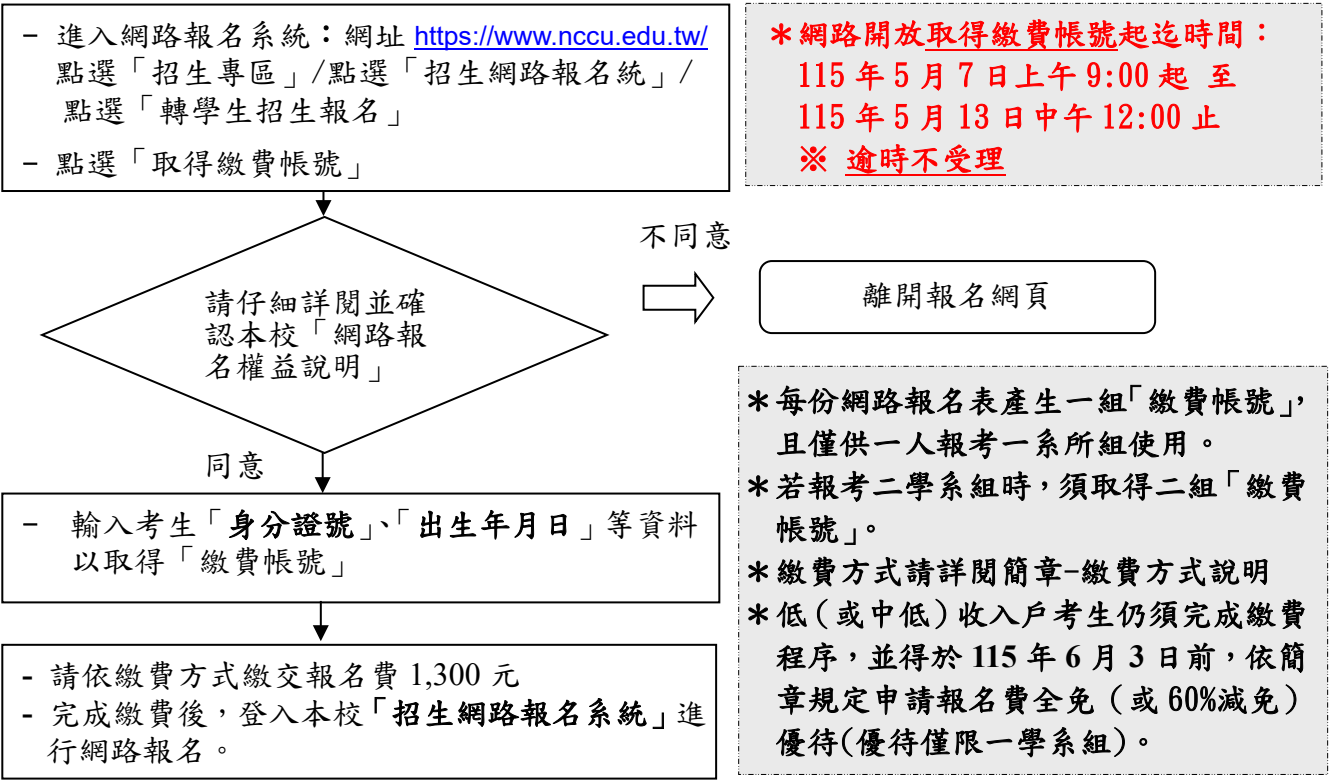 - 進入網路報名系統：網址 https://www.nccu.edu.tw/
點選「招生專區」/點選「招生網路報名統」/
點選「轉學生招生報名」
- 點選「取得繳費帳號」
＊網路開放取得繳費帳號起迄時間：
115 年 5 月 7 日上午 9:00 起 至
115 年 5 月 13 日中午 12:00 止
※ 逾時不受理
請仔細詳閱並確
認本校「網路報
名權益說明」
不同意
離開報名網頁
同意
- 輸入考生「身分證號」、「出生年月日」等資料
以取得「繳費帳號」
- 請依繳費方式繳交報名費 1,300 元
- 完成繳費後，登入本校「招生網路報名系統」進
行網路報名。
＊每份網路報名表產生一組「繳費帳號」，
且僅供一人報考一系所組使用。
＊若報考二學系組時，須取得二組「繳費
帳號」。
＊繳費方式請詳閱簡章-繳費方式說明
＊低（或中低）收入戶考生仍須完成繳費
程序，並得於 115 年 6 月 3 日前，依簡
章規定申請報名費全免（或 60%減免）
優待(優待僅限一學系組)。